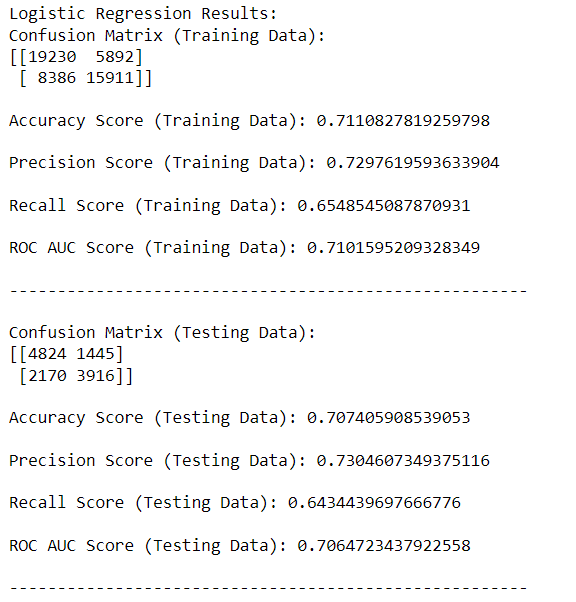 Logistic Regression Results:
Confusion Matrix (Training Data):
[[19230  5892]
 [ 8386 15911]]
Accuracy Score (Training Data): 0.7110827819259798
Precision Score (Training Data): 0.7297619593633904
Recall Score (Training Data): 0.6548545087870931
ROC AUC Score (Training Data): 0.7101595209328349
------------------------------------------------------
Confusion Matrix (Testing Data):
[[4824 1445]
 [2170 3916]]
Accuracy Score (Testing Data): 0.707405908539053
Precision Score (Testing Data): 0.7304607349375116
Recall Score (Testing Data): 0.6434439697666776
ROC AUC Score (Testing Data): 0.7064723437922558
------------------------------------------------------